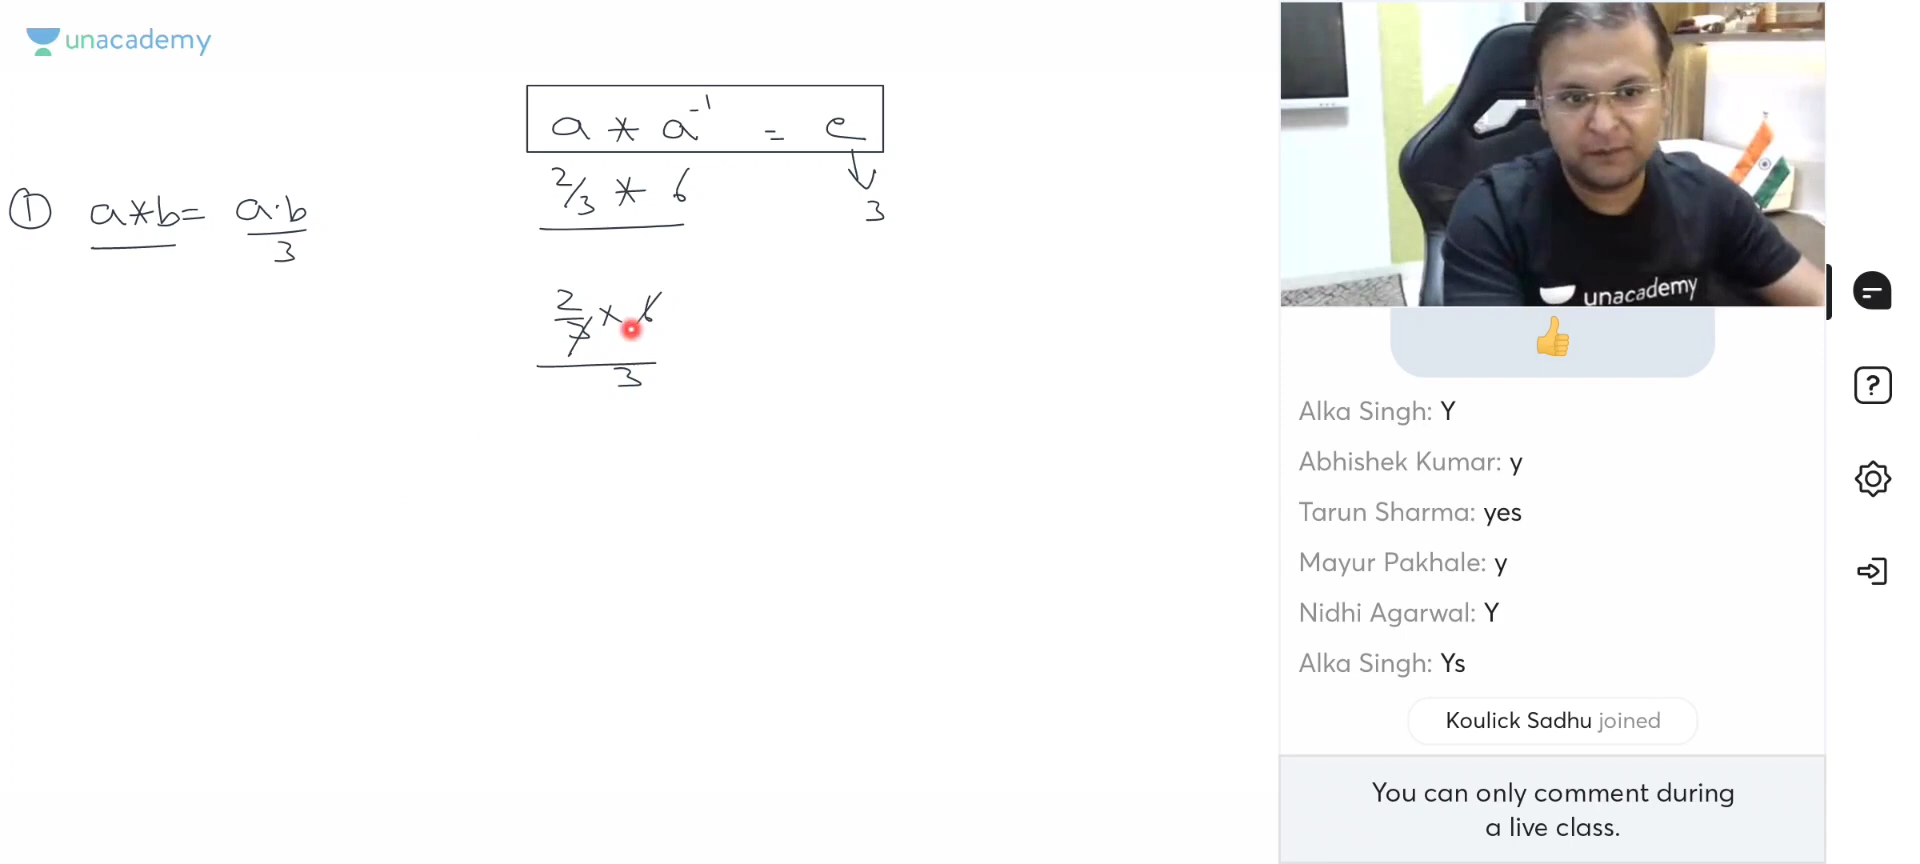 unacademy
a * a⁻¹ = e
2/3 * 6
3
① a*b = a·b
3
2
3 × 6
3
unacademy
👍
Alka Singh: Y
Abhishek Kumar: y
Tarun Sharma: yes
Mayur Pakhale: y
Nidhi Agarwal: Y
Alka Singh: Ys
Koulick Sadhu joined
You can only comment during
a live class.
?